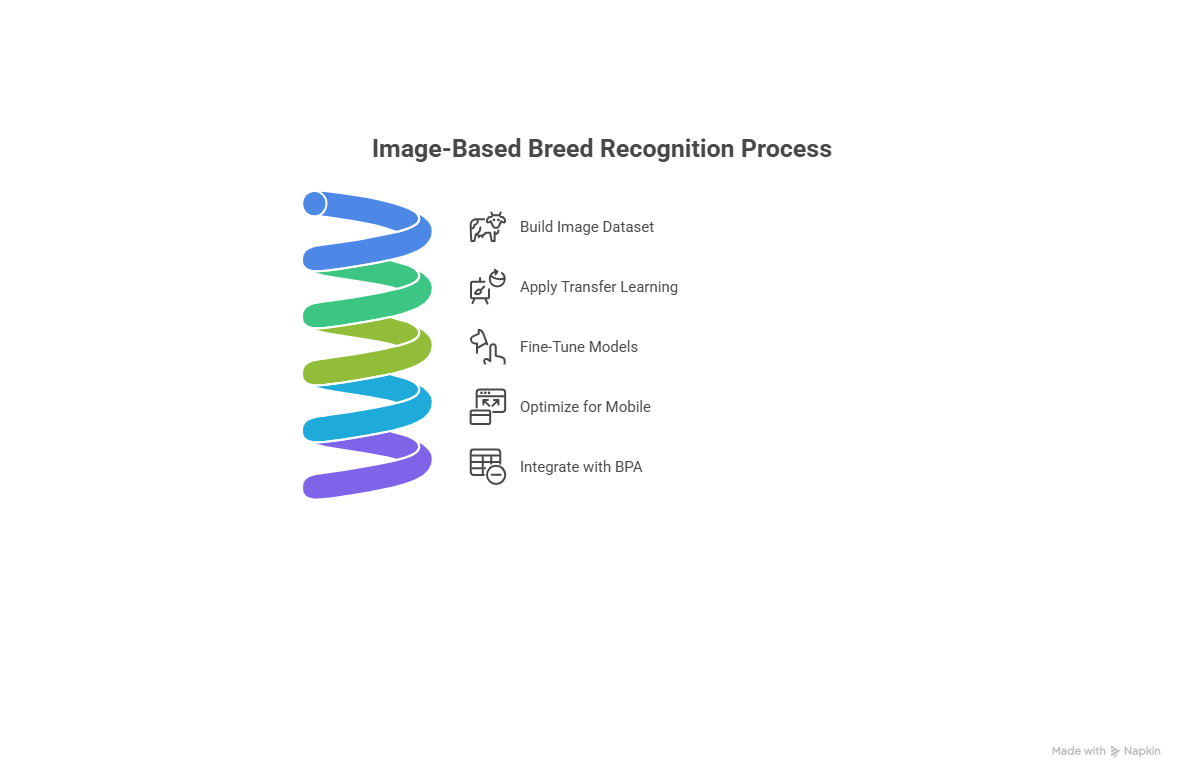 Image-Based Breed Recognition Process
Build Image Dataset
Apply Transfer Learning
Fine-Tune Models
Optimize for Mobile
Integrate with BPA
Made with Napkin